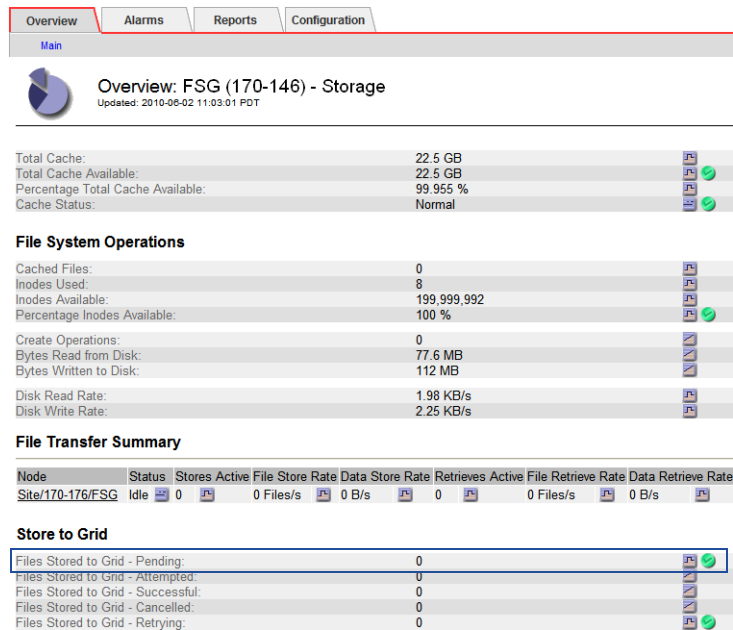 Overview Alarms Reports Configuration
Main
Overview: FSG (170-146) - Storage
Updated: 2010-06-02 11:03:01 PDT
Total Cache: 22.5 GB
Total Cache Available: 22.5 GB
Percentage Total Cache Available: 99.955 %
Cache Status: Normal
File System Operations
Cached Files: 0
Inodes Used: 8
Inodes Available: 199,999,992
Percentage Inodes Available: 100 %
Create Operations: 0
Bytes Read from Disk: 77.6 MB
Bytes Written to Disk: 112 MB
Disk Read Rate: 1.98 KB/s
Disk Write Rate: 2.25 KB/s
File Transfer Summary
Node Status Stores Active File Store Rate Data Store Rate Retrieves Active File Retrieve Rate Data Retrieve Rate
Site/170-176/FSG Idle 0 0 Files/s 0 B/s 0 0 Files/s 0 B/s
Store to Grid
Files Stored to Grid - Pending: 0
Files Stored to Grid - Attempted: 0
Files Stored to Grid - Successful: 0
Files Stored to Grid - Cancelled: 0
Files Stored to Grid - Retrying: 0